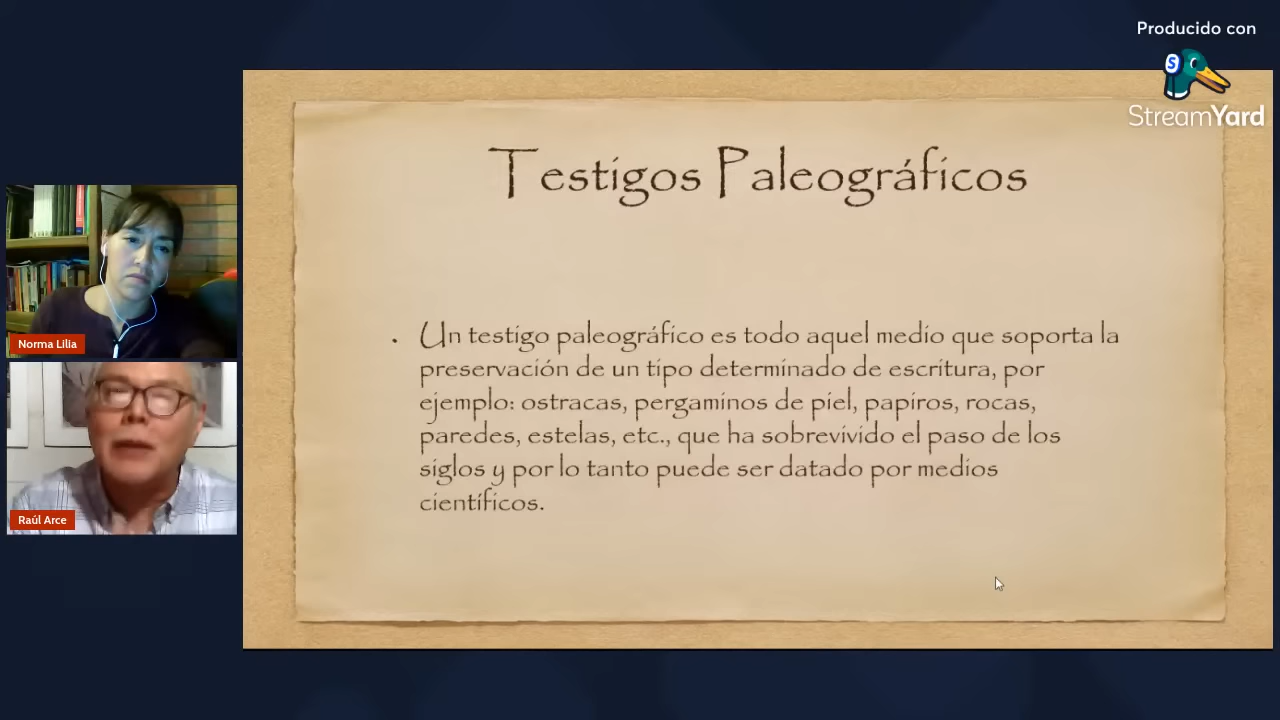 Producido con
StreamYard
Testigos Paleográficos
Norma Lilia
Raúl Arce
. Un testigo paleográfico es todo aquel medio que soporta la
preservación de un tipo determinado de escritura, por
ejemplo: ostracas, pergaminos de piel, papiros, rocas,
paredes, estelas, etc., que ha sobrevivido el paso de los
siglos y por lo tanto puede ser datado por medios
científicos.